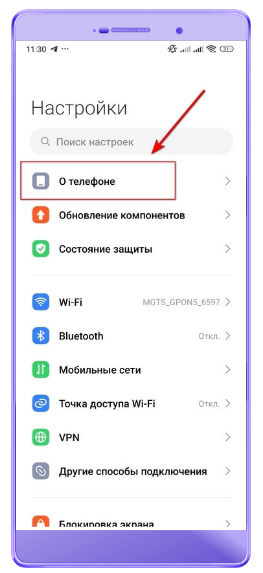 11:30
Настройки
Поиск настроек
О телефоне
Обновление компонентов
Состояние защиты
Wi-Fi MGTS_GPON5_6597
Bluetooth Откл.
Мобильные сети
Точка доступа Wi-Fi Откл.
VPN
Другие способы подключения
Блокировка экрана